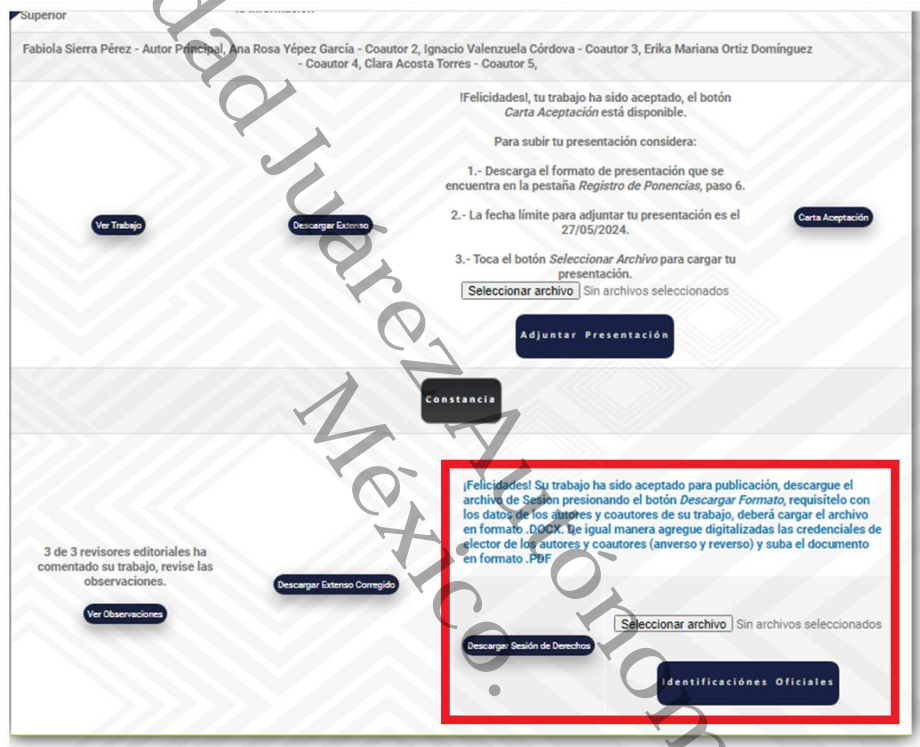 Superior
Fabiola Sierra Pérez - Autor Principal, Ana Rosa Yépez García - Coautor 2, Ignacio Valenzuela Córdova - Coautor 3, Erika Mariana Ortiz Domínguez
- Coautor 4, Clara Acosta Torres - Coautor 5,
!Felicidades!, tu trabajo ha sido aceptado, el botón
Carta Aceptación está disponible.
Para subir tu presentación considera:
1.- Descarga el formato de presentación que se
encuentra en la pestaña Registro de Ponencias, paso 6.
2.- La fecha límite para adjuntar tu presentación es el
27/05/2024.
3.- Toca el botón Seleccionar Archivo para cargar tu
presentación.
Ver Trabajo
Descargar Extenso
Carta Aceptación
Seleccionar archivo Sin archivos seleccionados
Adjuntar Presentación
Constancia
¡Felicidades! Su trabajo ha sido aceptado para publicación, descargue el
archivo de Sesión presionando el botón Descargar Formato, requisítelo con
los datos de los autores y coautores de su trabajo, deberá cargar el archivo
en formato .DOCX. De igual manera agregue digitalizadas las credenciales de
elector de los autores y coautores (anverso y reverso) y suba el documento
en formato .PDF
3 de 3 revisores editoriales ha
comentado su trabajo, revise las
observaciones.
Ver Observaciones
Descargar Extenso Corregido
Seleccionar archivo Sin archivos seleccionados
Descargar Sesión de Derechos
Identificaciónes Oficiales
dad Juárez Autónom
México.